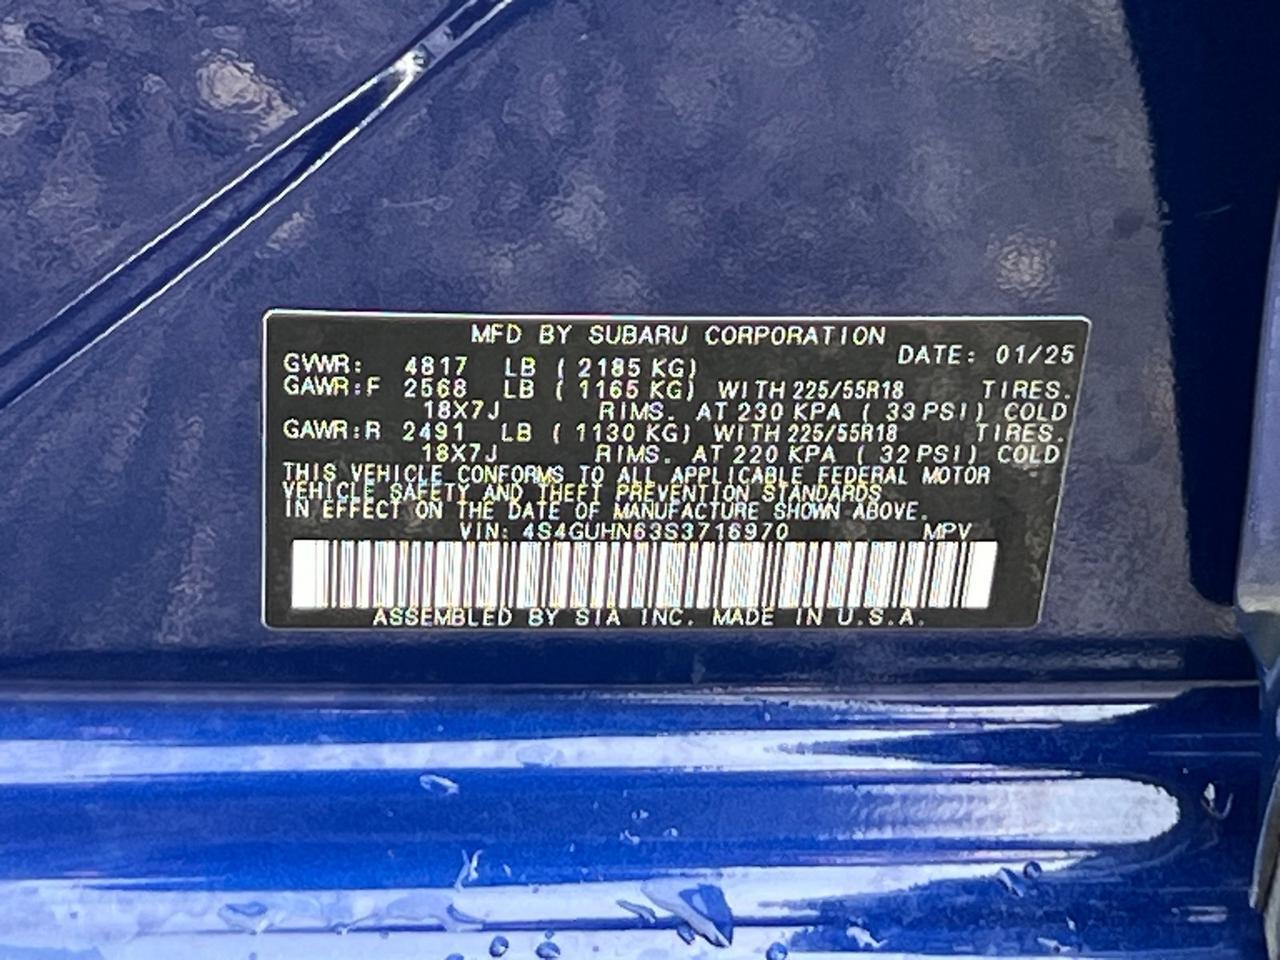 MFD BY SUBARU CORPORATION
DATE: 01/25
GVWR: 4817 LB ( 2185 KG)
GAWR:F 2568 LB ( 1165 KG) WITH 225/55R18 TIRES.
18X7J RIMS. AT 230 KPA ( 33 PSI) COLD
GAWR:R 2491 LB ( 1130 KG) WITH 225/55R18 TIRES.
18X7J RIMS. AT 220 KPA ( 32 PSI) COLD
THIS VEHICLE CONFORMS TO ALL APPLICABLE FEDERAL MOTOR
VEHICLE SAFETY AND THEFT PREVENTION STANDARDS
IN EFFECT ON THE DATE OF MANUFACTURE SHOWN ABOVE.
VIN: 4S4GUHN63S3716970 MPV
ASSEMBLED BY SIA INC. MADE IN U.S.A.